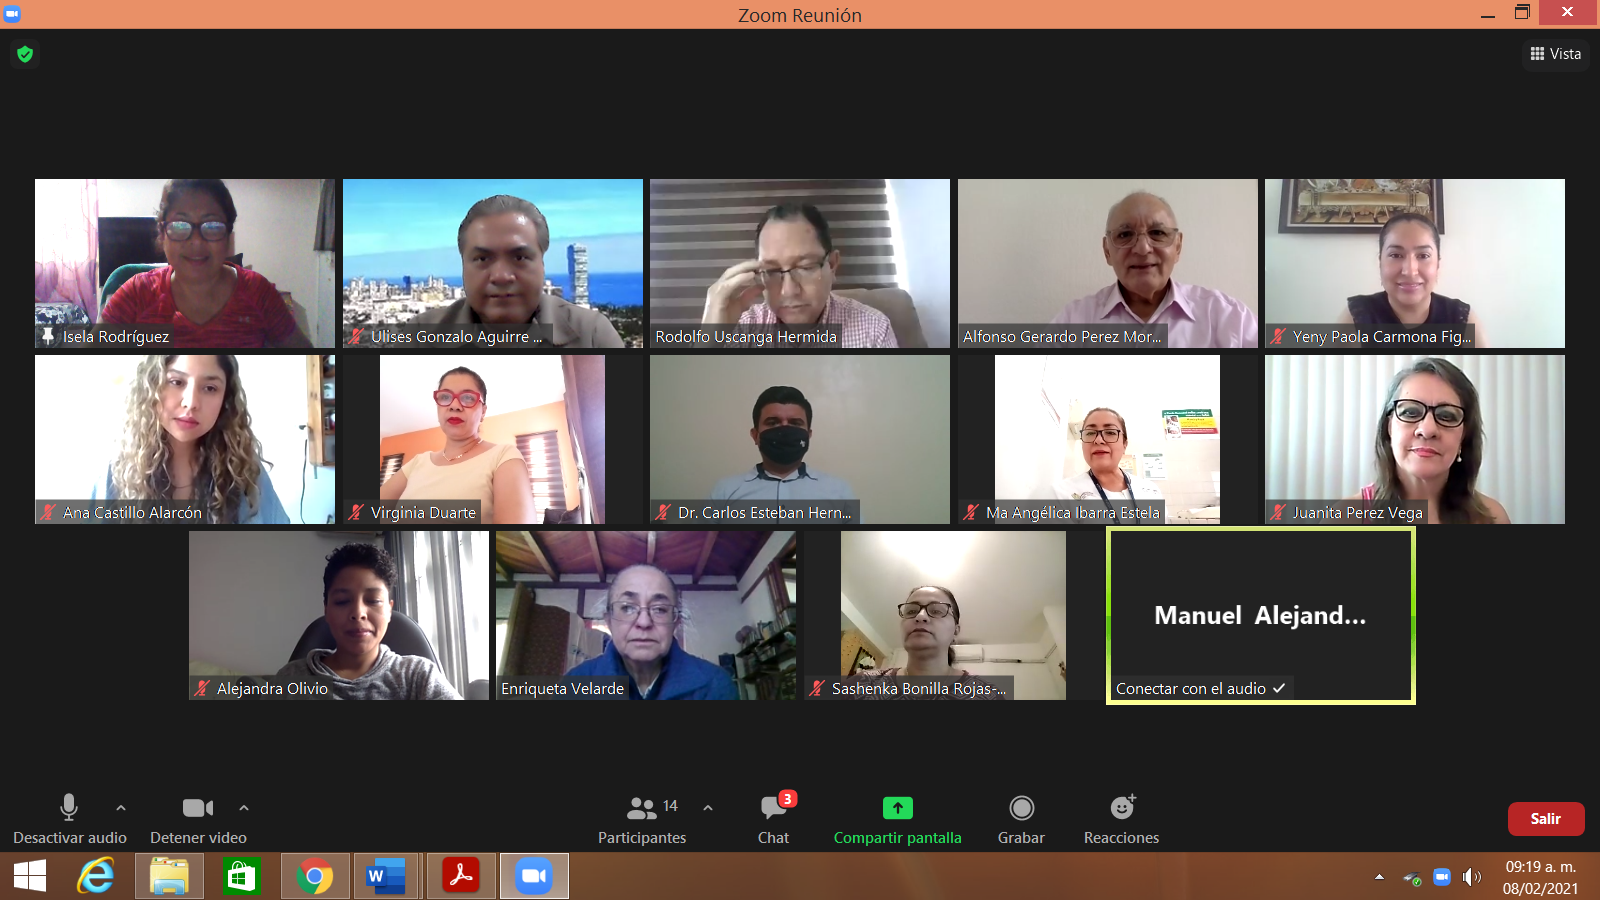 Zoom Reunión
Vista
Isela Rodríguez
Ulises Gonzalo Aguirre ...
Rodolfo Uscanga Hermida
Alfonso Gerardo Perez Mor...
Yeny Paola Carmona Fig...
Ana Castillo Alarcón
Virginia Duarte
Dr. Carlos Esteban Hern...
Ma Angélica Ibarra Estela
Juanita Perez Vega
Alejandra Olivio
Enriqueta Velarde
Sashenka Bonilla Rojas-...
Manuel Alejand...
Conectar con el audio
Desactivar audio
Detener video
14
Participantes
3
Chat
Compartir pantalla
Grabar
Reacciones
Salir
W
09:19 a. m.
08/02/2021